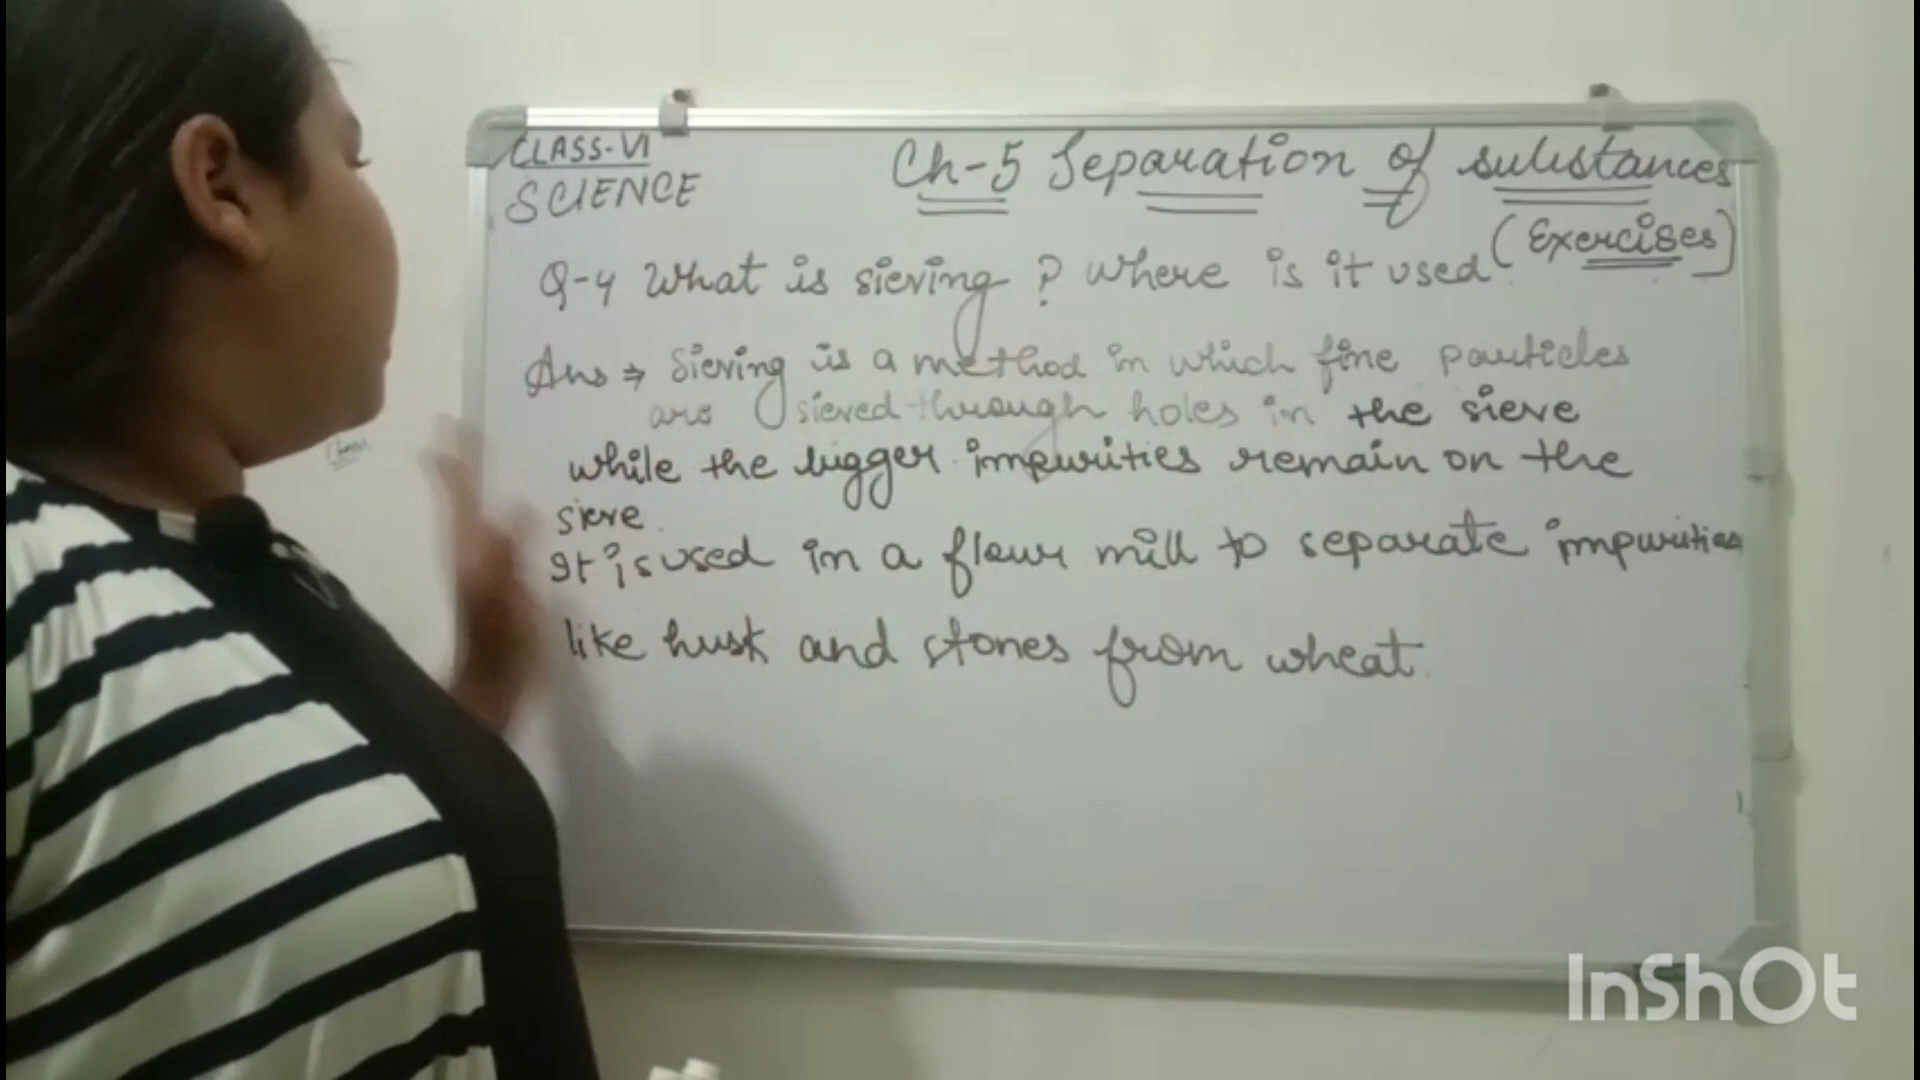 CLASS-VI
SCIENCE
Ch-5 Separation of substances
(Exercises)
Q-4 What is sieving? Where is it used
Ans → Sieving is a method in which fine particles
are sieved through holes in the sieve
while the bigger impurities remain on the
sieve.
It is used in a flour mill to separate impurities
like husk and stones from wheat.
InShOt